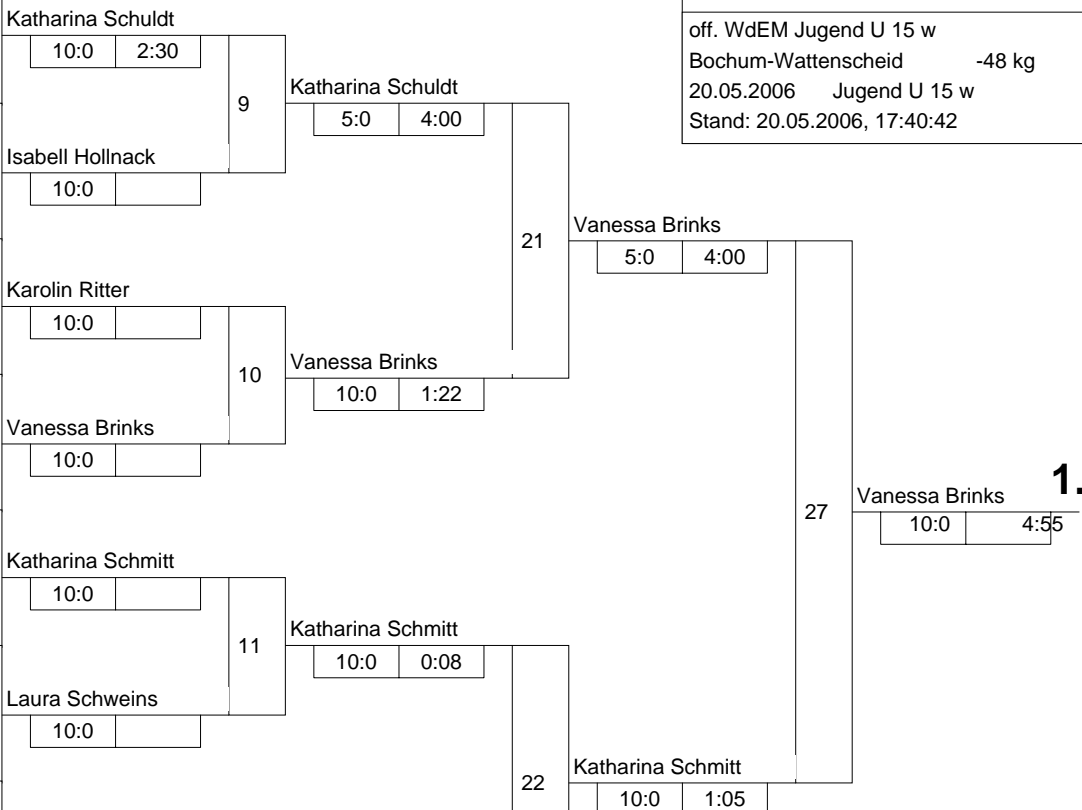 Katharina Schuldt
10:0 2:30
off. WdEM Jugend U 15 w
Bochum-Wattenscheid -48 kg
20.05.2006 Jugend U 15 w
Stand: 20.05.2006, 17:40:42
9
Katharina Schuldt
5:0 4:00
Isabell Hollnack
10:0
21
Vanessa Brinks
5:0 4:00
Karolin Ritter
10:0
10
Vanessa Brinks
10:0 1:22
Vanessa Brinks
10:0
27
Vanessa Brinks 1.
10:0 4:55
Katharina Schmitt
10:0
11
Katharina Schmitt
10:0 0:08
Laura Schweins
10:0
22
Katharina Schmitt
10:0 1:05